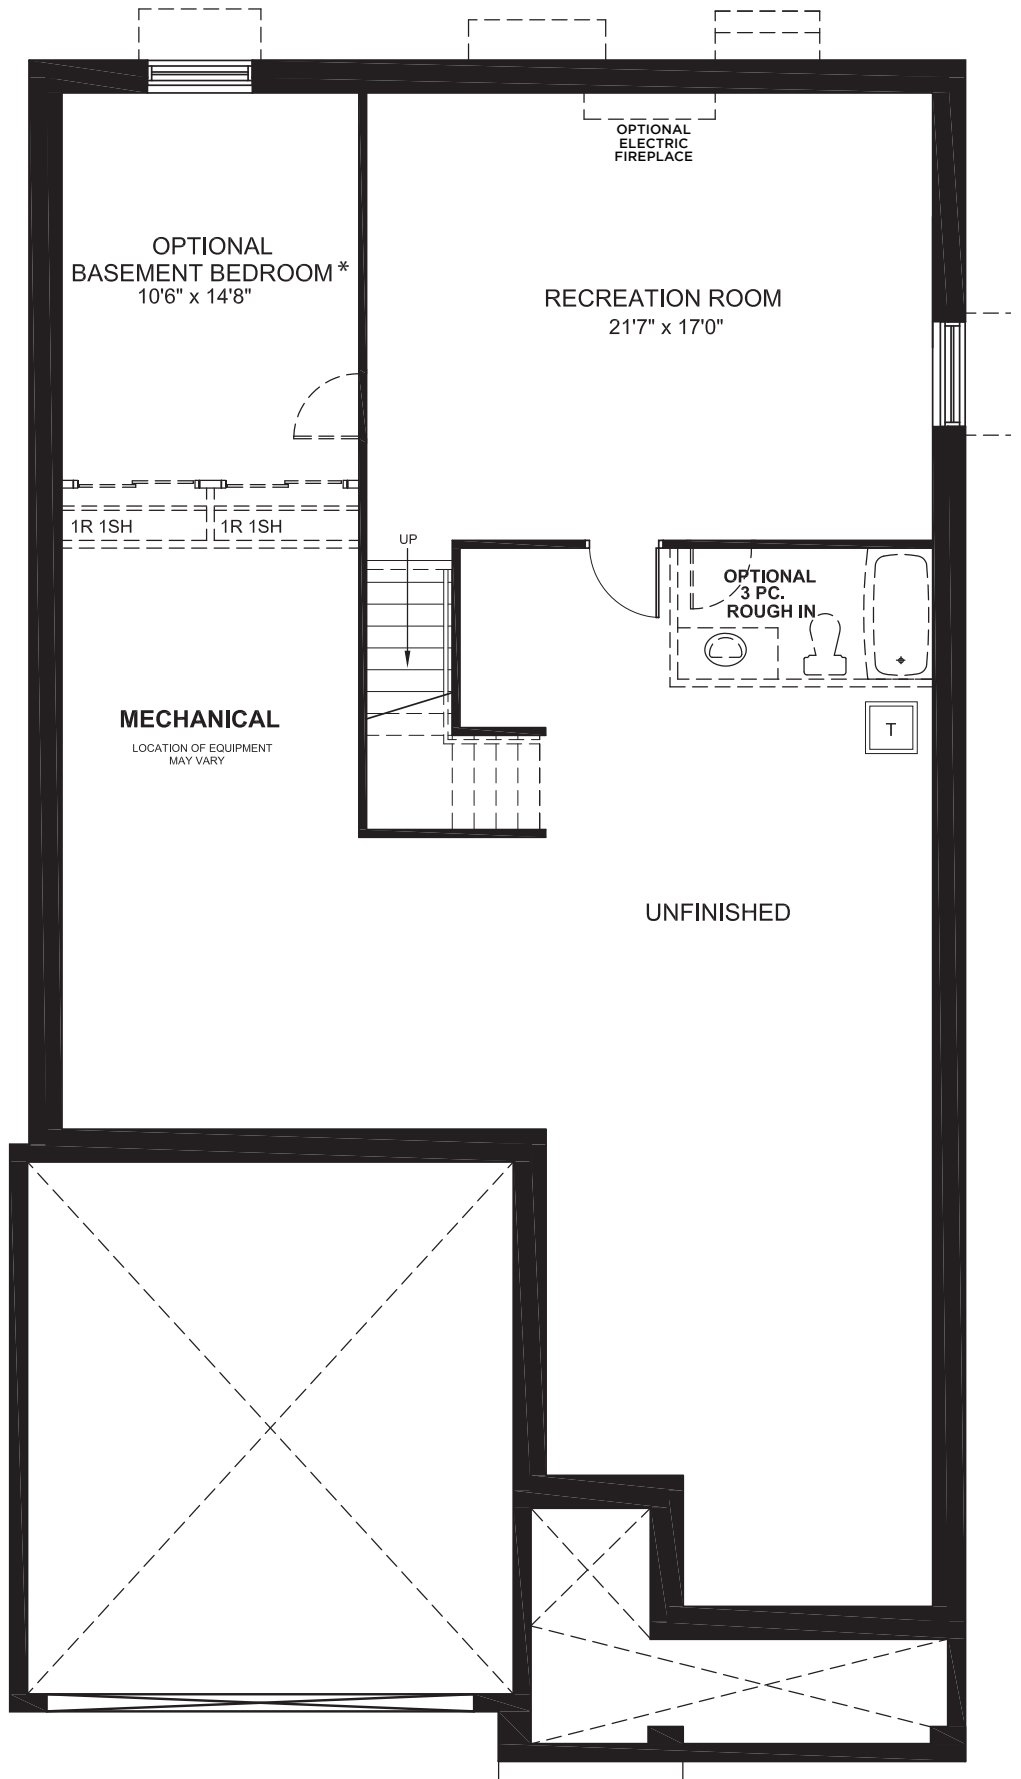 OPTIONAL
ELECTRIC
FIREPLACE
OPTIONAL
BASEMENT BEDROOM *
10'6" x 14'8"
RECREATION ROOM
21'7" x 17'0"
1R 1SH
1R 1SH
UP
OPTIONAL
3 PC.
ROUGH IN
MECHANICAL
LOCATION OF EQUIPMENT
MAY VARY
T
UNFINISHED